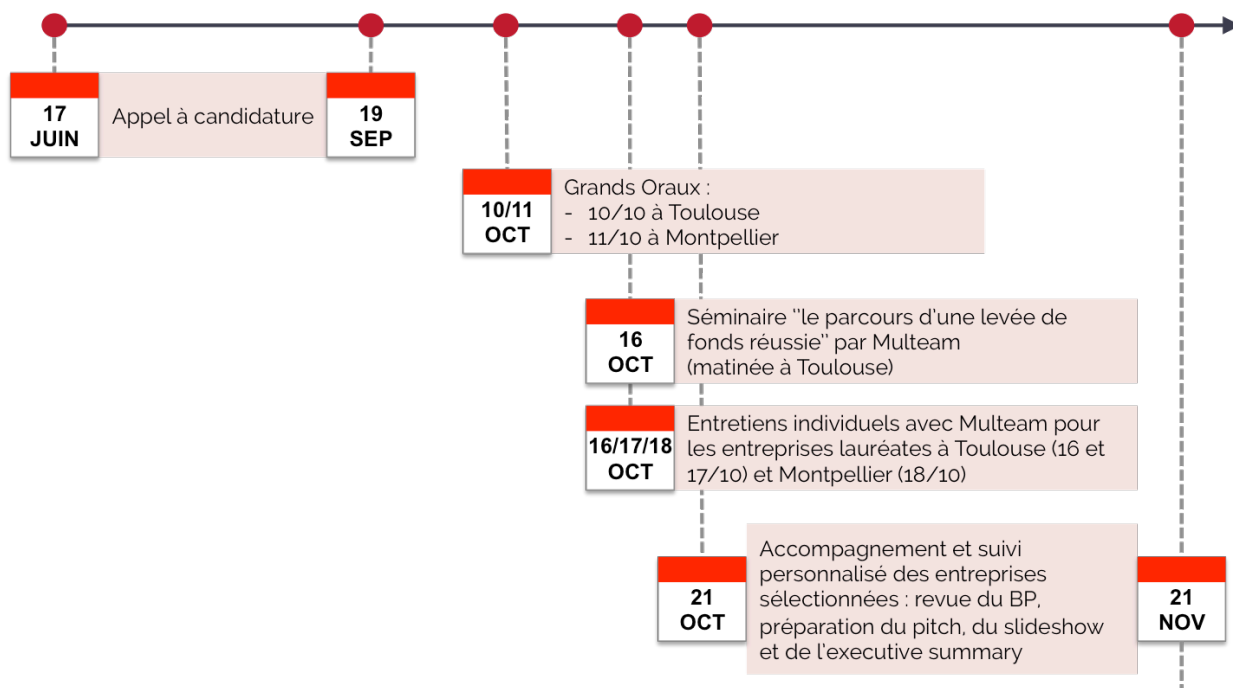 17
JUIN
Appel à candidature
19
SEP
10/11
OCT
Grands Oraux :
- 10/10 à Toulouse
- 11/10 à Montpellier
16
OCT
Séminaire ‘‘le parcours d’une levée de
fonds réussie’’ par Multeam
(matinée à Toulouse)
16/17/18
OCT
Entretiens individuels avec Multeam pour
les entreprises lauréates à Toulouse (16 et
17/10) et Montpellier (18/10)
21
OCT
Accompagnement et suivi
personnalisé des entreprises
sélectionnées : revue du BP,
préparation du pitch, du slideshow
et de l’executive summary
21
NOV